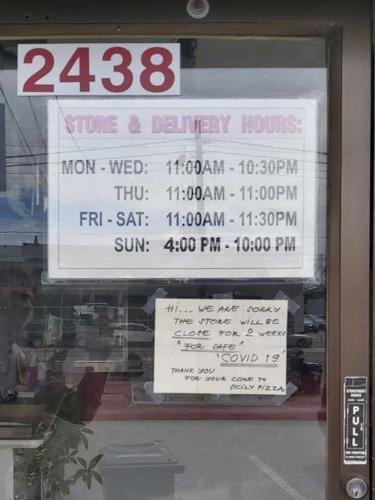 2438
STORE & DELIVERY HOURS:
MON - WED: 11:00AM - 10:30PM
THU: 11:00AM - 11:00PM
FRI - SAT: 11:00AM - 11:30PM
SUN: 4:00 PM - 10:00 PM
Hi... WE ARE SORRY
THE STORE WILL BE
CLOSE FOR 2 WEEKS
"FOR SAFE"
"COVID 19"
THANK YOU
FOR YOUR COME TO
SICILY PIZZA
PULL